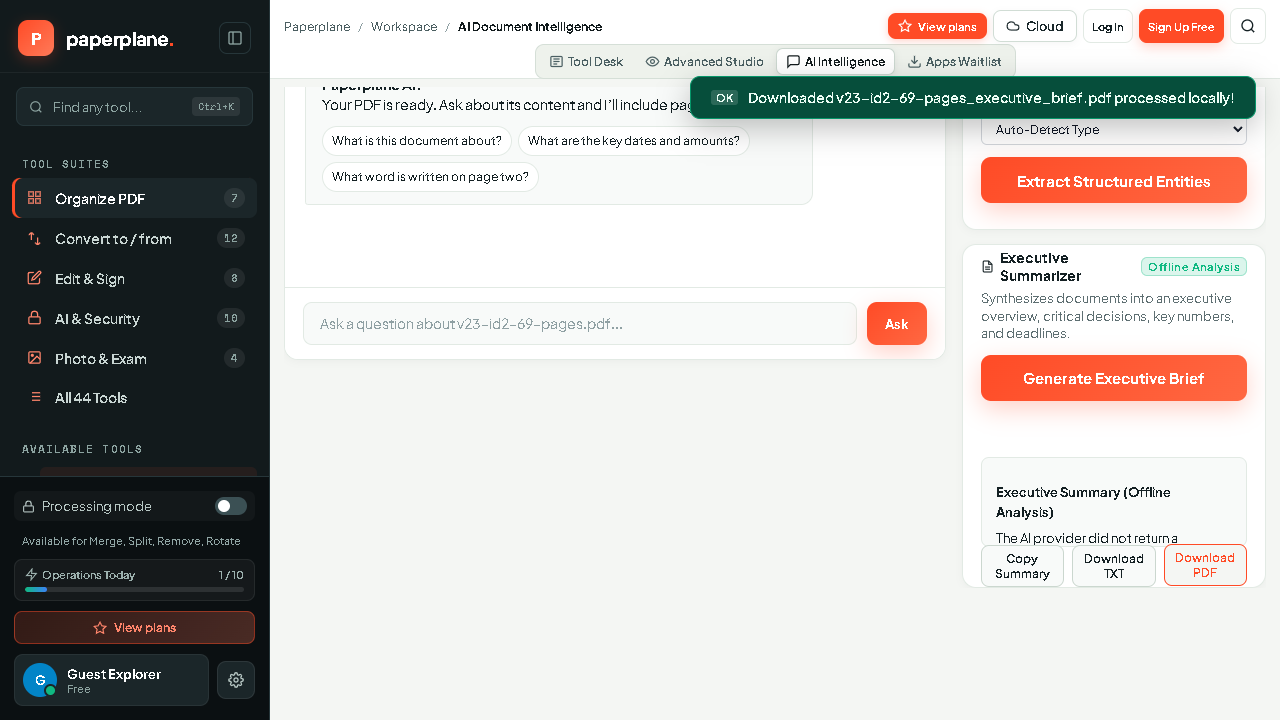 P paperplane.
Find any tool... Ctrl+K
TOOL SUITES
Organize PDF 7
Convert to / from 12
Edit & Sign 8
AI & Security 10
Photo & Exam 4
All 44 Tools
AVAILABLE TOOLS
Processing mode
Available for Merge, Split, Remove, Rotate
Operations Today 1/10
View plans
G Guest Explorer
Free
Paperplane / Workspace / AI Document Intelligence
View plans Cloud Log In Sign Up Free
Tool Desk Advanced Studio AI Intelligence Apps Waitlist
OK Downloaded v23-id2-69-pages_executive_brief.pdf processed locally!
Paperplane AI:
Your PDF is ready. Ask about its content and I'll include pag
What is this document about? What are the key dates and amounts?
What word is written on page two?
Ask a question about v23-id2-69-pages.pdf... Ask
Auto-Detect Type
Extract Structured Entities
Executive
Summarizer
Offline Analysis
Synthesizes documents into an executive
overview, critical decisions, key numbers,
and deadlines.
Generate Executive Brief
Executive Summary (Offline
Analysis)
The AI provider did not return a
Copy
Summary
Download
TXT
Download
PDF